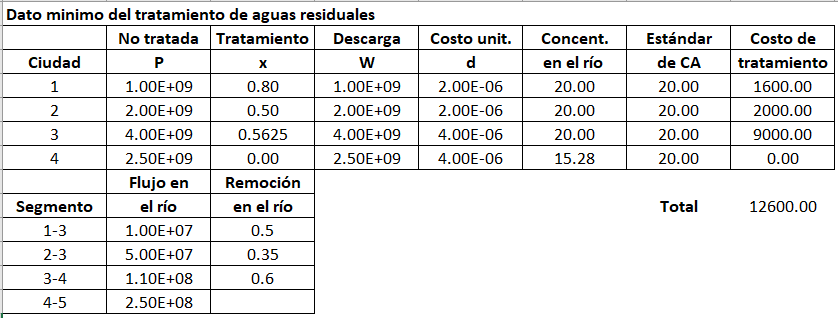 Dato minimo del tratamiento de aguas residuales
No tratada Tratamiento Descarga Costo unit. Concent. Estándar Costo de
Ciudad P x W d en el río de CA tratamiento
1 1.00E+09 0.80 1.00E+09 2.00E-06 20.00 20.00 1600.00
2 2.00E+09 0.50 2.00E+09 2.00E-06 20.00 20.00 2000.00
3 4.00E+09 0.5625 4.00E+09 4.00E-06 20.00 20.00 9000.00
4 2.50E+09 0.00 2.50E+09 4.00E-06 15.28 20.00 0.00
Flujo en Remoción
Segmento el río en el río Total 12600.00
1-3 1.00E+07 0.5
2-3 5.00E+07 0.35
3-4 1.10E+08 0.6
4-5 2.50E+08